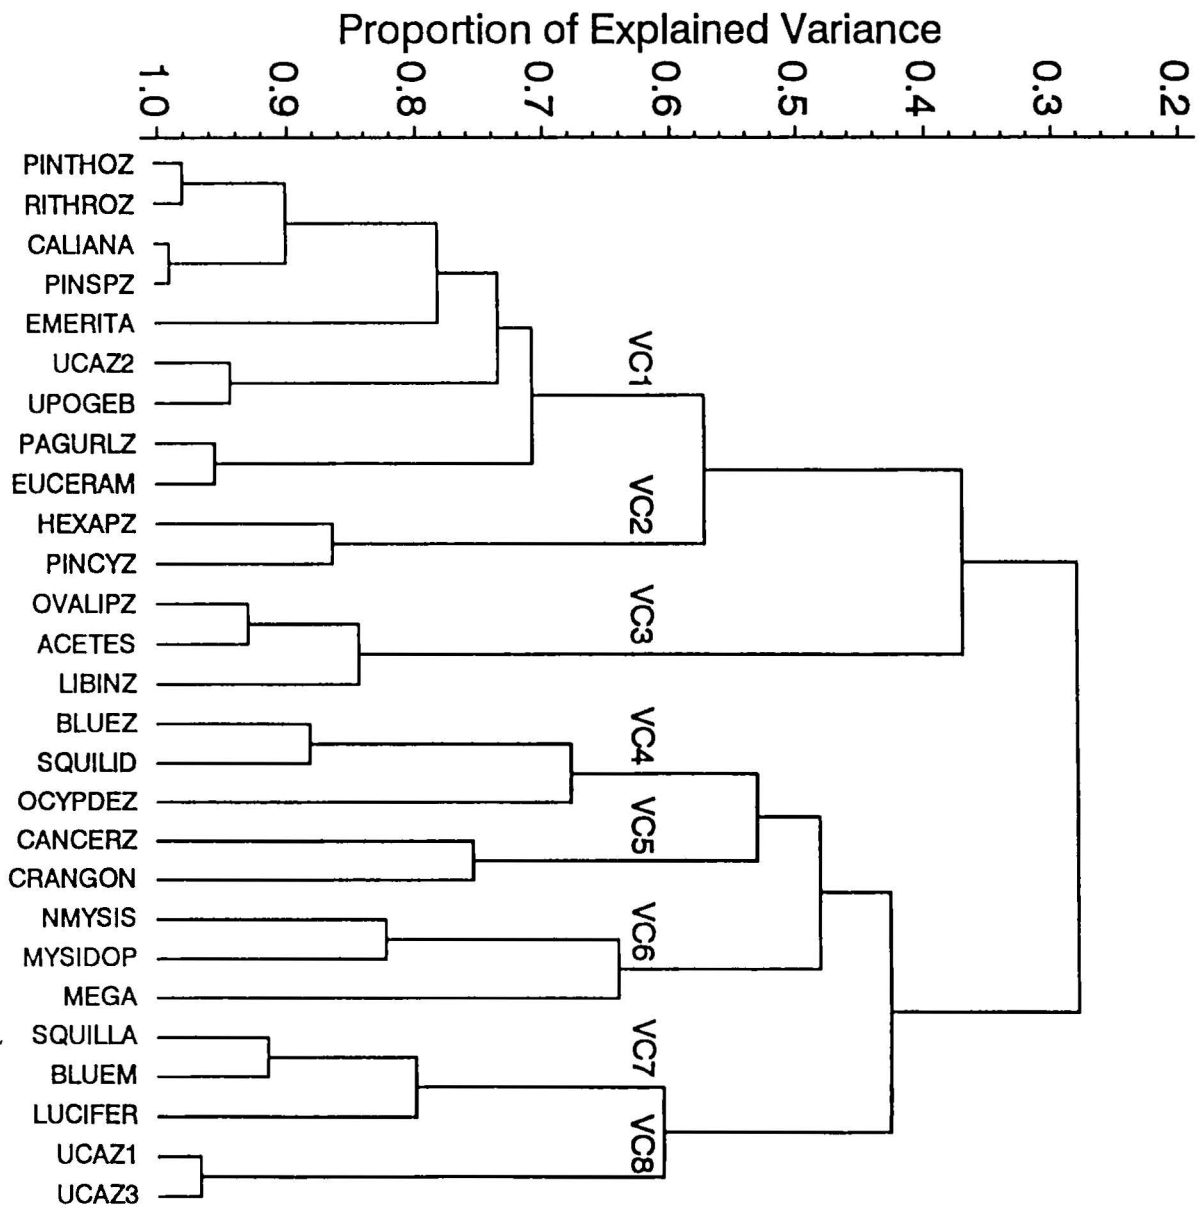 Proportion of Explained Variance
1.0 0.9 0.8 0.7 0.6 0.5 0.4 0.3 0.2
PINTHOZ
RITHROZ
CALIANA
PINSPZ
EMERITA
UCAZ2
UPOGEB
PAGURLZ
EUCERAM
HEXAPZ
PINCYZ
OVALIPZ
ACETES
LIBINZ
BLUEZ
SQUILID
OCYPDEZ
CANCERZ
CRANGON
NMYSIS
MYSIDOP
MEGA
SQUILLA
BLUEM
LUCIFER
UCAZ1
UCAZ3
VC1
VC2
VC3
VC4
VC5
VC6
VC7
VC8